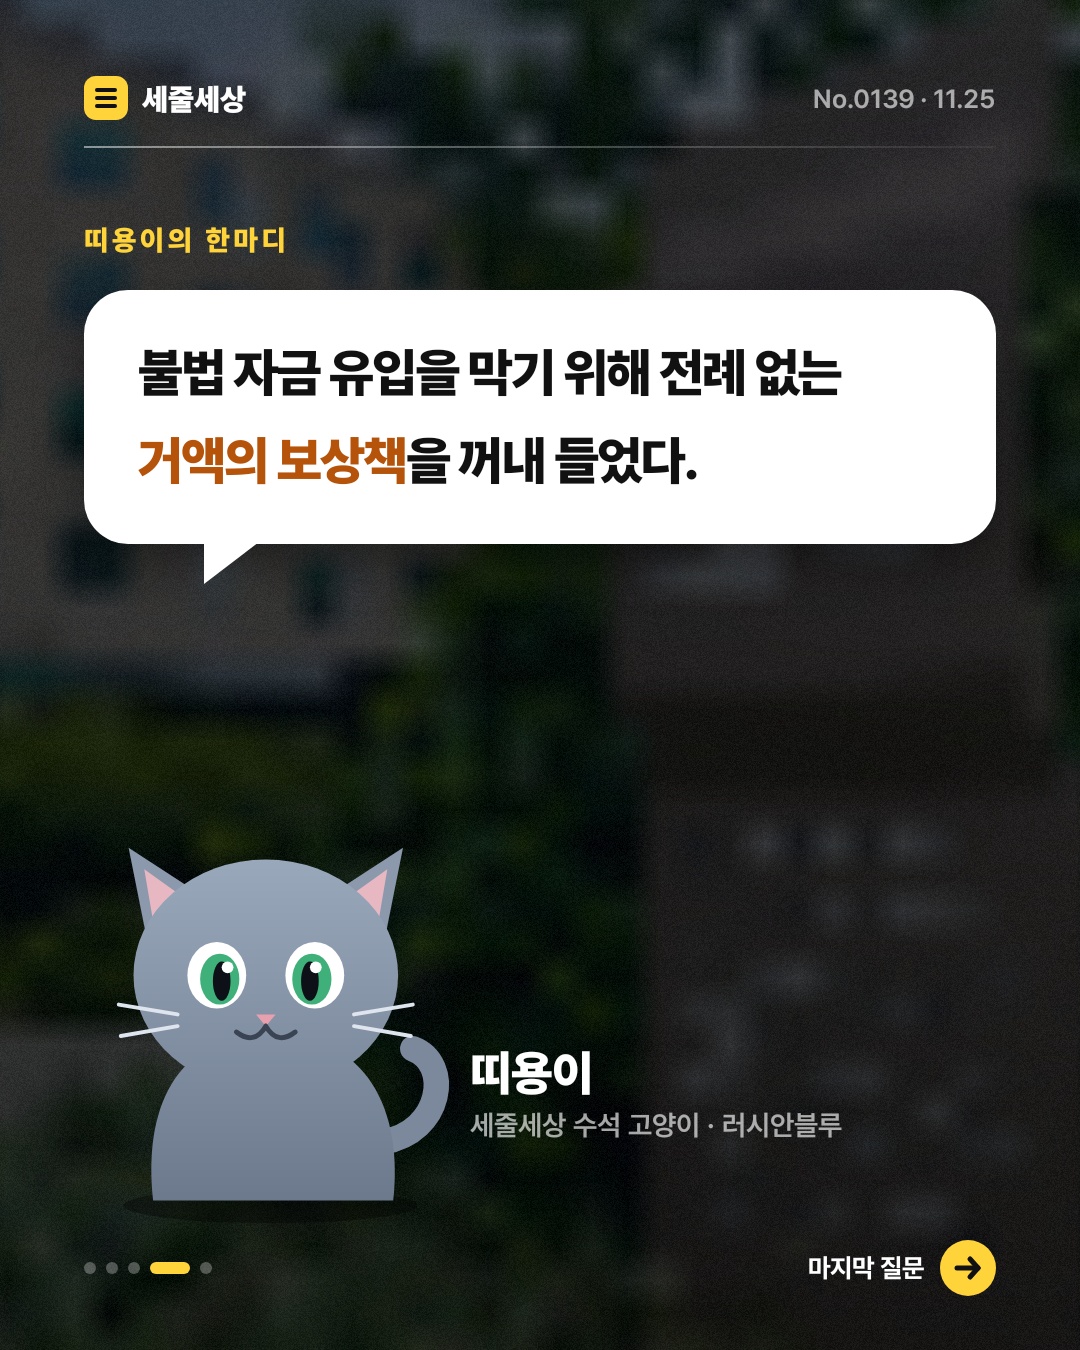 세줄세상
No.0139 · 11.25
띠용이의 한마디
불법 자금 유입을 막기 위해 전례 없는
거액의 보상책을 꺼내 들었다.
띠용이
세줄세상 수석 고양이 · 러시안블루
마지막 질문